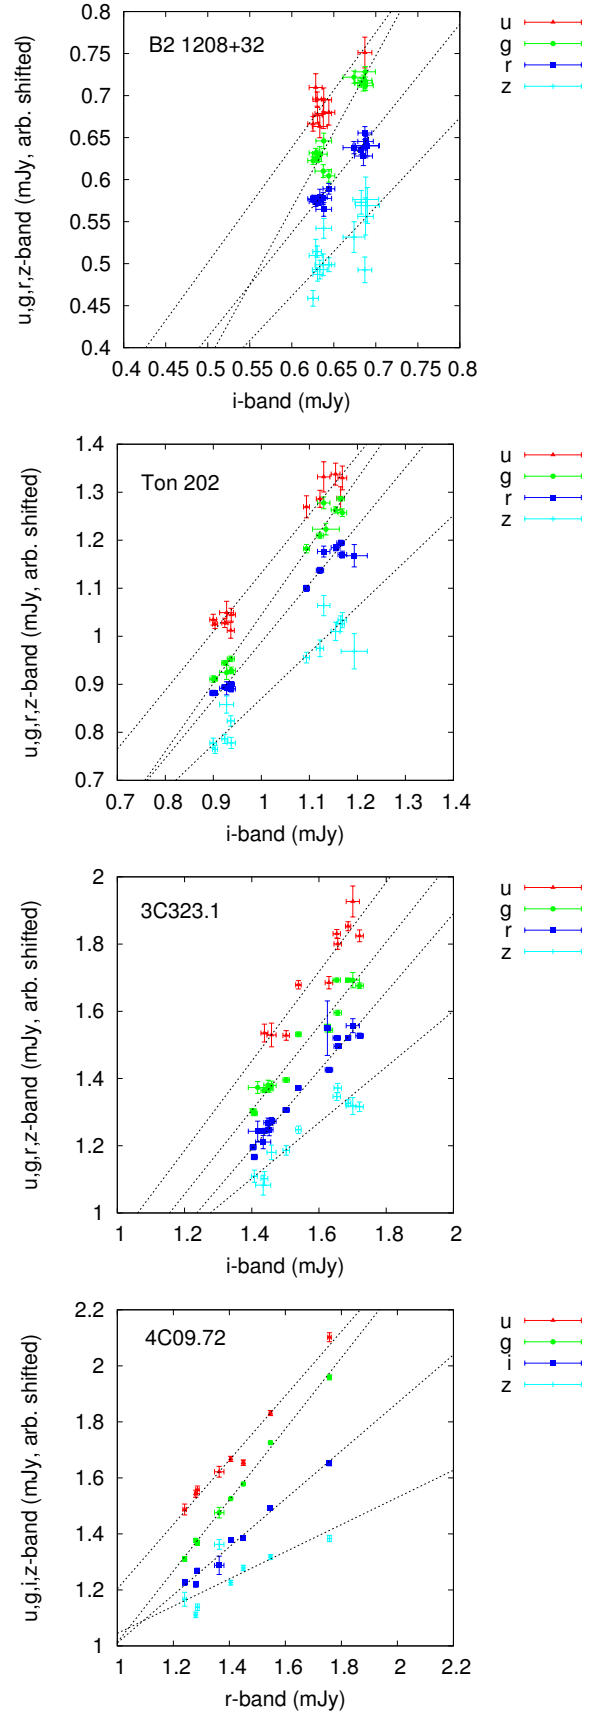 B2 1208+32
u
g
r
z
u,g,r,z-band (mJy, arb. shifted)
0.8
0.75
0.7
0.65
0.6
0.55
0.5
0.45
0.4
0.4 0.45 0.5 0.55 0.6 0.65 0.7 0.75 0.8
i-band (mJy)
Ton 202
u
g
r
z
u,g,r,z-band (mJy, arb. shifted)
1.4
1.3
1.2
1.1
1
0.9
0.8
0.7
0.7 0.8 0.9 1 1.1 1.2 1.3 1.4
i-band (mJy)
3C323.1
u
g
r
z
u,g,r,z-band (mJy, arb. shifted)
2
1.8
1.6
1.4
1.2
1
1 1.2 1.4 1.6 1.8 2
i-band (mJy)
4C09.72
u
g
i
z
u,g,i,z-band (mJy, arb. shifted)
2.2
2
1.8
1.6
1.4
1.2
1
1 1.2 1.4 1.6 1.8 2 2.2
r-band (mJy)